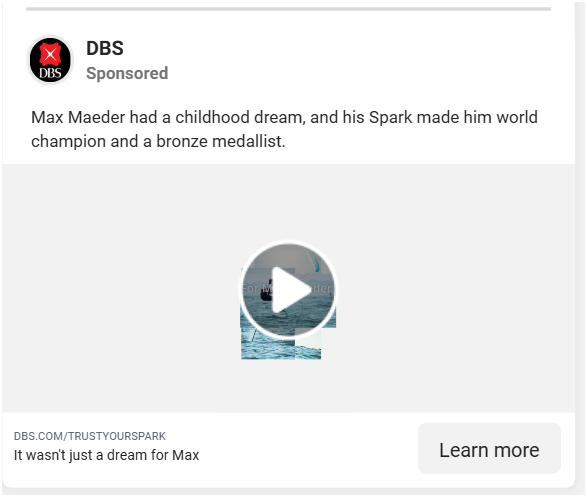 DBS
DBS
Sponsored
Max Maeder had a childhood dream, and his Spark made him world
champion and a bronze medallist.
DBS.COM/TRUSTYOURSPARK
It wasn't just a dream for Max
Learn more